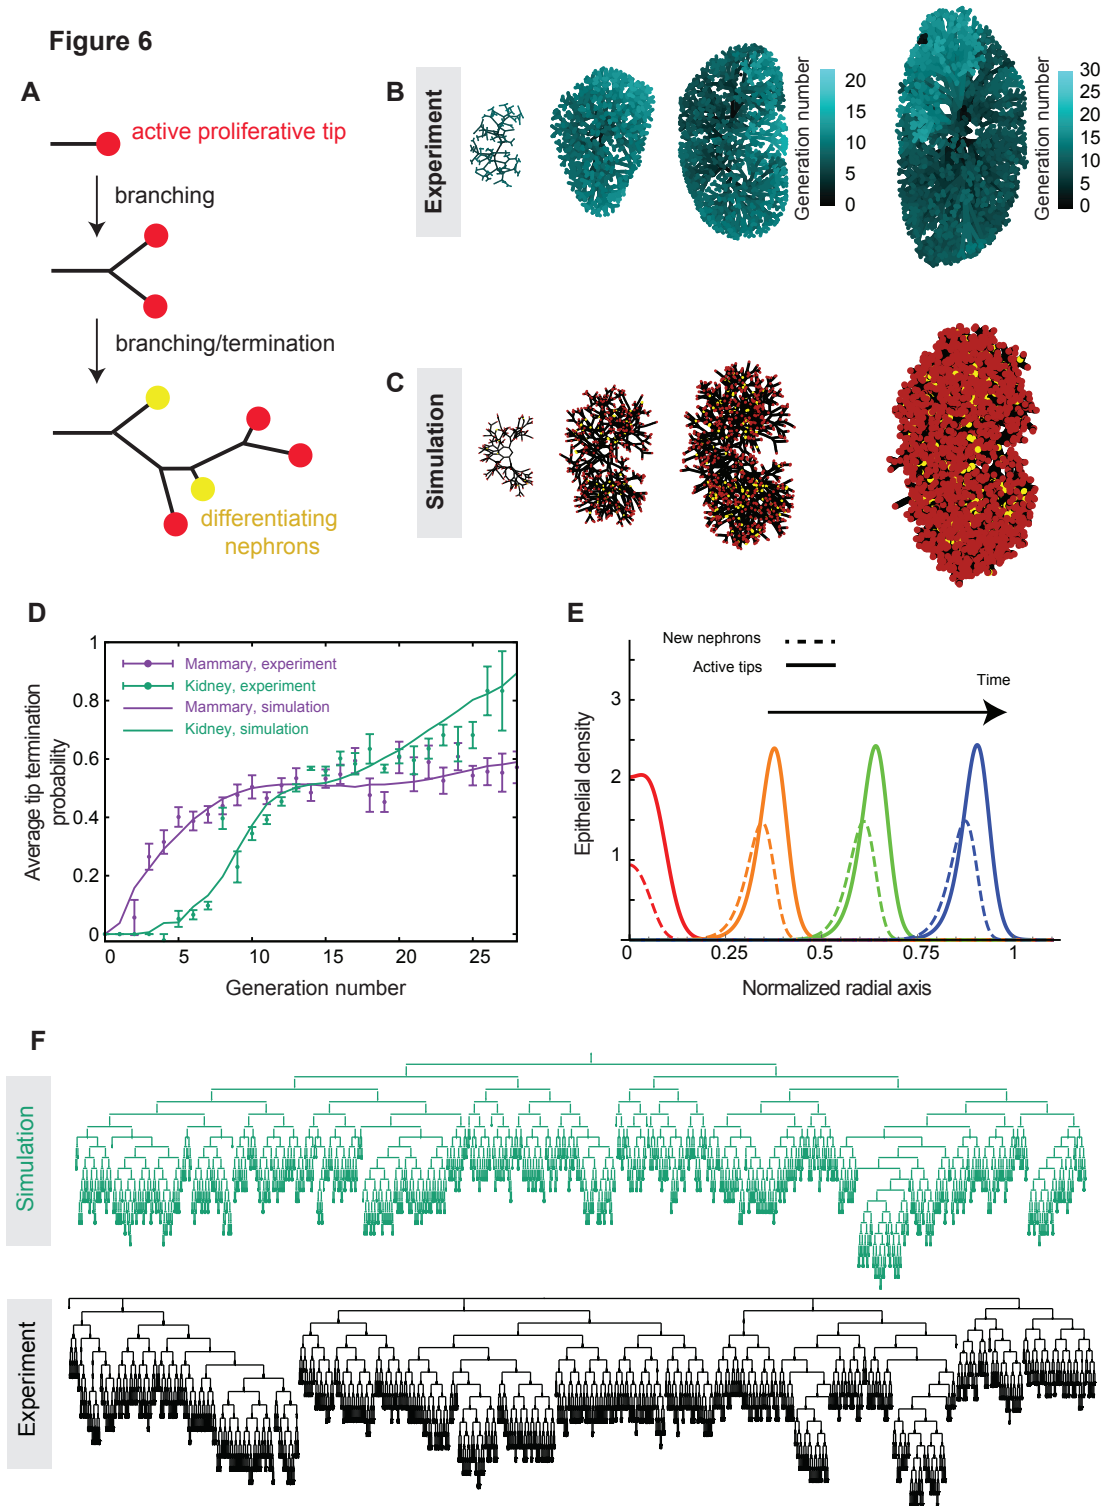 Figure 6
A
active proliferative tip
branching
branching/termination
differentiating
nephrons
B
Experiment
Generation number
20
15
10
5
0
Generation number
30
25
20
15
10
5
0
C
Simulation
D
Average tip termination
probability
1
0.8
0.6
0.4
0.2
0
Mammary, experiment
Kidney, experiment
Mammary, simulation
Kidney, simulation
0 5 10 15 20 25
Generation number
E
New nephrons
Active tips
Time
Epithelial density
3
2
1
0 0.25 0.5 0.75 1
Normalized radial axis
F
Simulation
Experiment